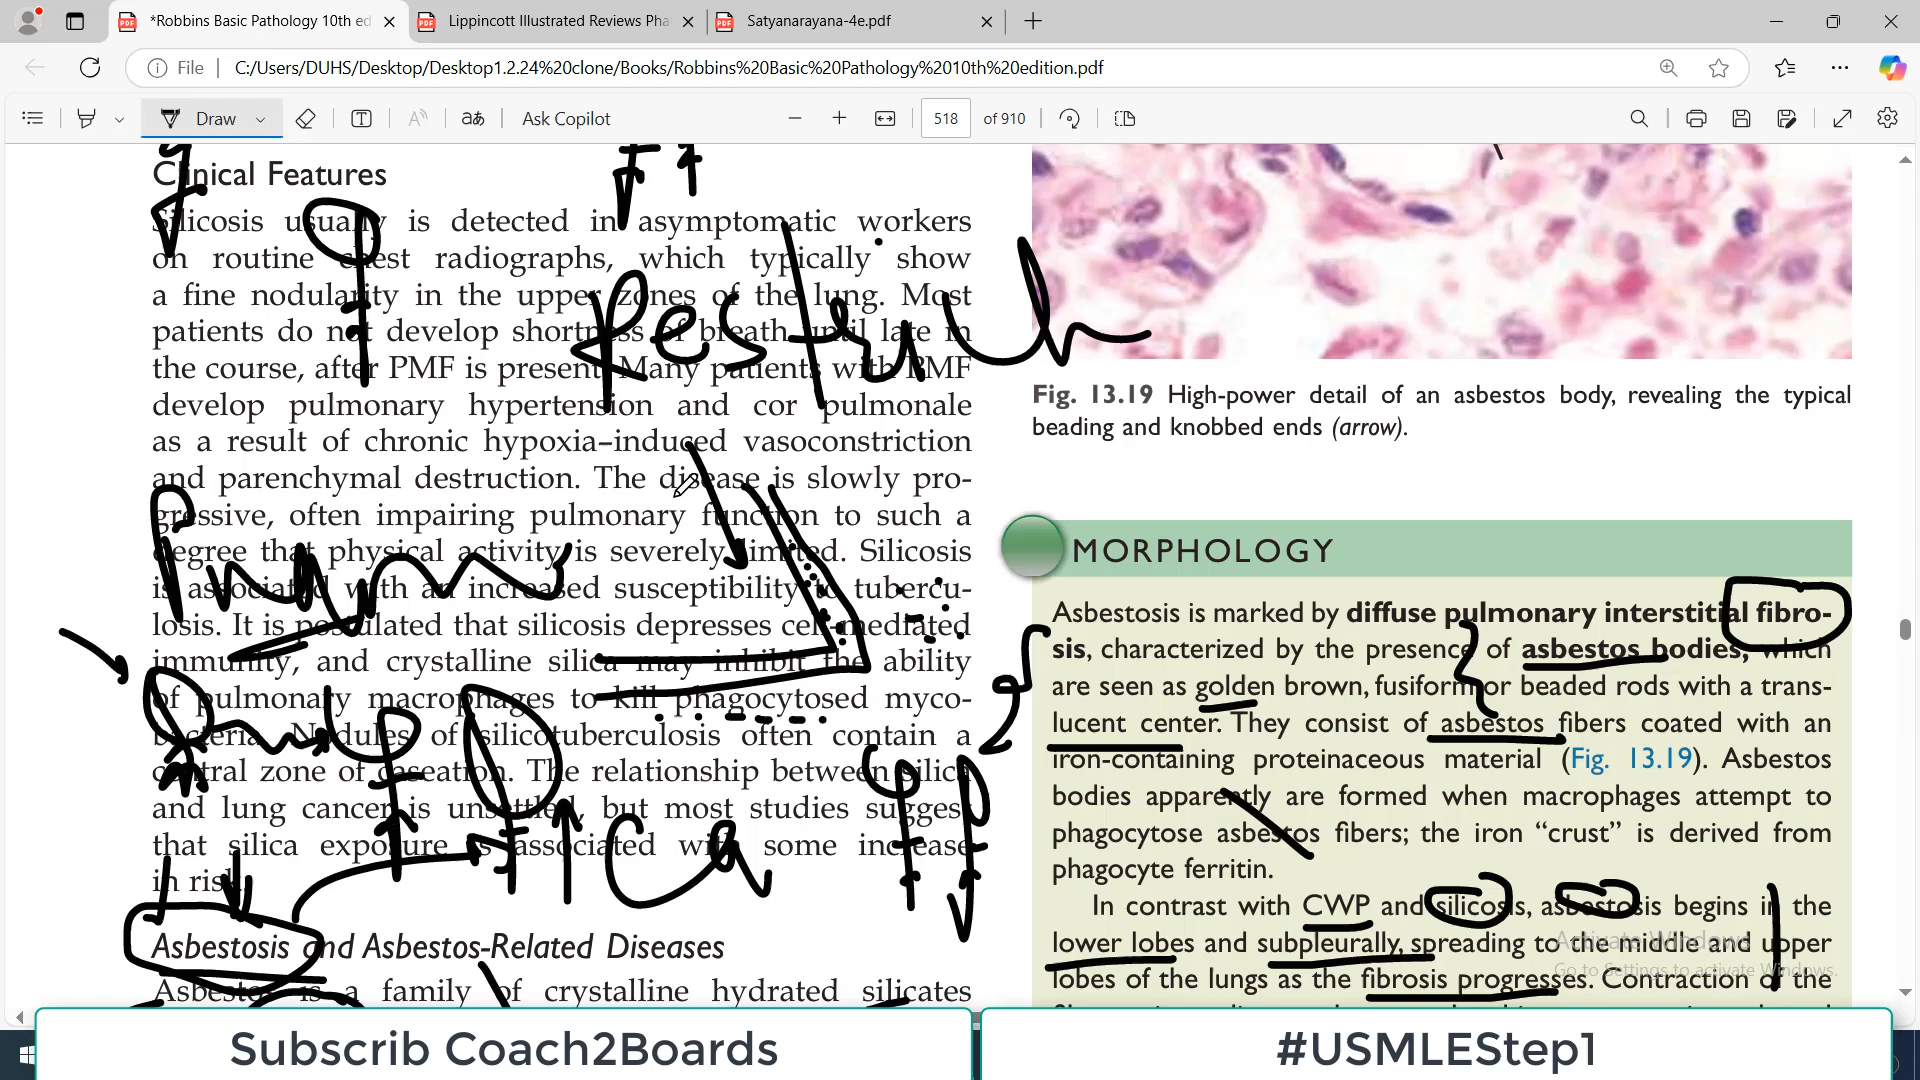 *Robbins Basic Pathology 10th ed
Lippincott Illustrated Reviews Pha
Satyanarayana-4e.pdf
File
C:/Users/DUHS/Desktop/Desktop1.2.24%20clone/Books/Robbins%20Basic%20Pathology%2010th%20edition.pdf
Draw
aあ
Ask Copilot
518 of 910
Clinical Features
Silicosis usually is detected in asymptomatic workers
on routine chest radiographs, which typically show
a fine nodularity in the upper zones of the lung. Most
patients do not develop shortness of breath until late in
the course, after PMF is present. Many patients with PMF
develop pulmonary hypertension and cor pulmonale
as a result of chronic hypoxia–induced vasoconstriction
and parenchymal destruction. The disease is slowly pro-
gressive, often impairing pulmonary function to such a
degree that physical activity is severely limited. Silicosis
is associated with an increased susceptibility to tubercu-
losis. It is postulated that silicosis depresses cell-mediated
immunity, and crystalline silica may inhibit the ability
of pulmonary macrophages to kill phagocytosed myco-
bacteria. Nodules of silicotuberculosis often contain a
central zone of caseation. The relationship between silica
and lung cancer is unsettled, but most studies suggest
that silica exposure is associated with some increase
in risk.
Ca
Asbestosis and Asbestos-Related Diseases
Asbestos is a family of crystalline hydrated silicates
Fig. 13.19 High-power detail of an asbestos body, revealing the typical
beading and knobbed ends (arrow).
MORPHOLOGY
Asbestosis is marked by diffuse pulmonary interstitial fibro-
sis, characterized by the presence of asbestos bodies, which
are seen as golden brown, fusiform or beaded rods with a trans-
lucent center. They consist of asbestos fibers coated with an
iron-containing proteinaceous material (Fig. 13.19). Asbestos
bodies apparently are formed when macrophages attempt to
phagocytose asbestos fibers; the iron “crust” is derived from
phagocyte ferritin.
In contrast with CWP and silicosis, asbestosis begins in the
lower lobes and subpleurally, spreading to the middle and upper
lobes of the lungs as the fibrosis progresses. Contraction of the
Activate Windows
Go to Settings to activate Windows.
Subscrib Coach2Boards
#USMLEStep1